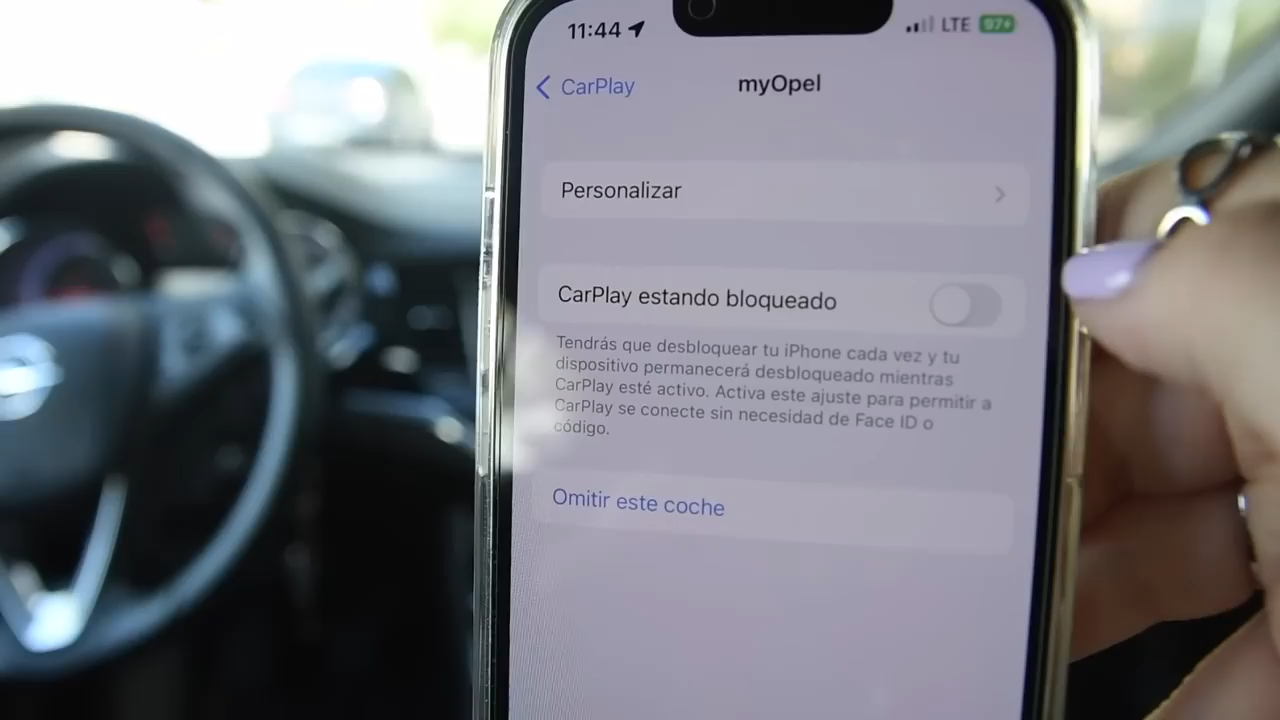 11:44
LTE
97
CarPlay
myOpel
Personalizar
CarPlay estando bloqueado
Tendrás que desbloquear tu iPhone cada vez y tu
dispositivo permanecerá desbloqueado mientras
CarPlay esté activo. Activa este ajuste para permitir a
CarPlay se conecte sin necesidad de Face ID o
código.
Omitir este coche